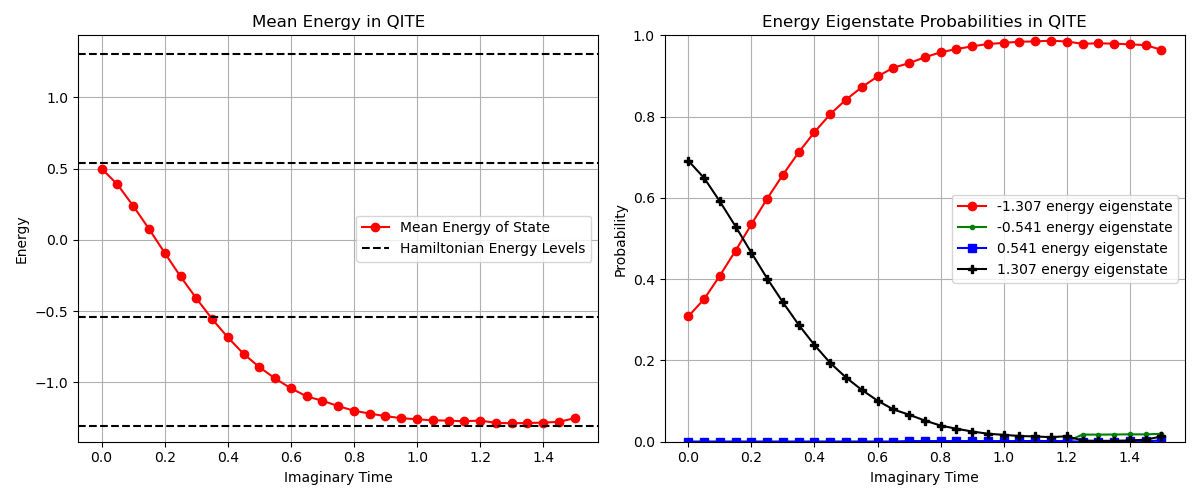 Mean Energy in QITE
Energy
1.0
0.5
0.0
−0.5
−1.0
Mean Energy of State
Hamiltonian Energy Levels
0.0 0.2 0.4 0.6 0.8 1.0 1.2 1.4
Imaginary Time
Energy Eigenstate Probabilities in QITE
Probability
1.0
0.8
0.6
0.4
0.2
0.0
-1.307 energy eigenstate
-0.541 energy eigenstate
0.541 energy eigenstate
1.307 energy eigenstate
0.0 0.2 0.4 0.6 0.8 1.0 1.2 1.4
Imaginary Time